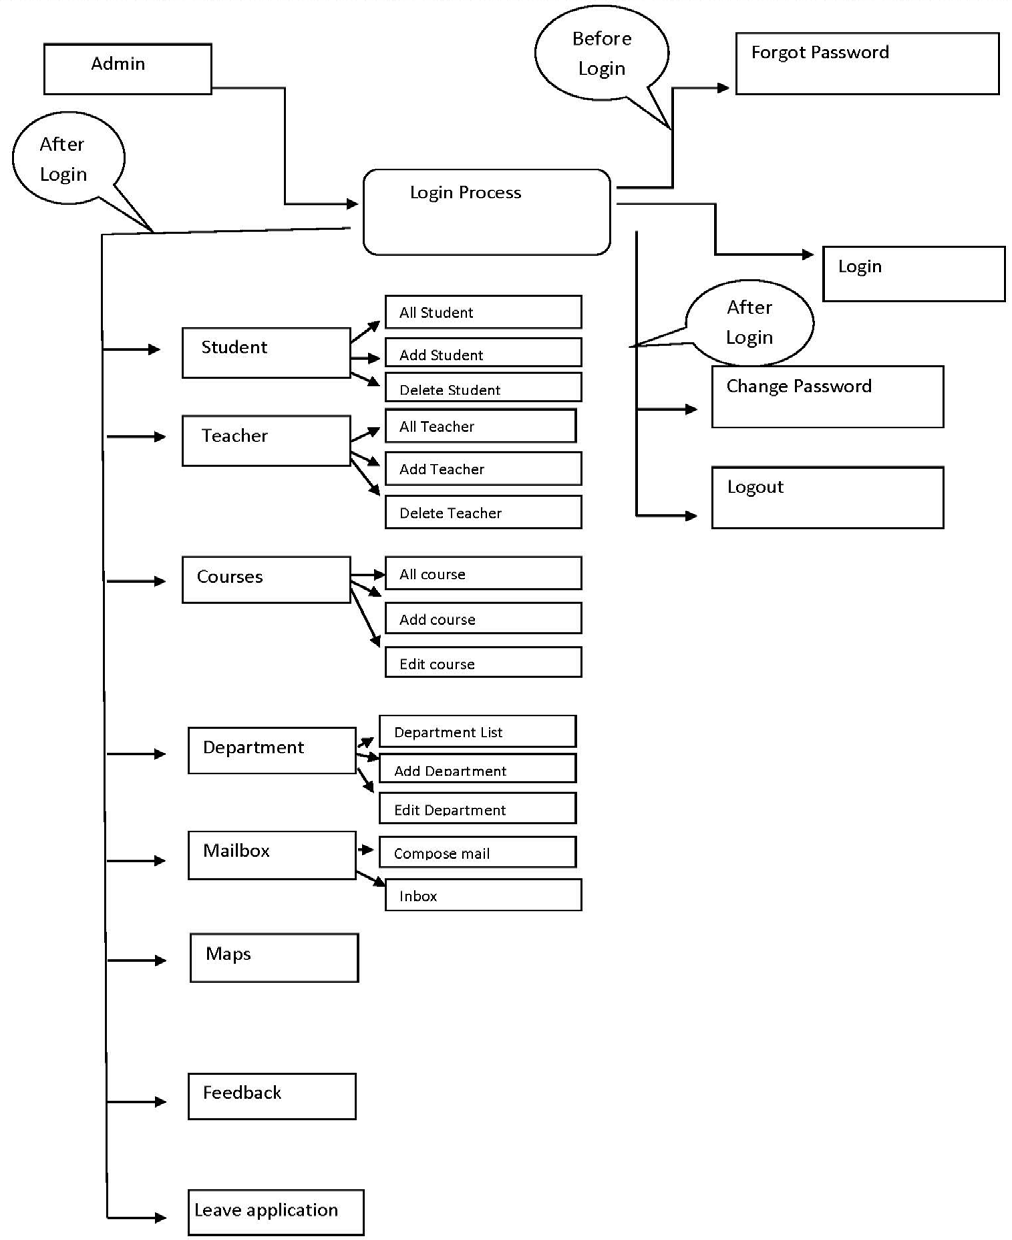 Admin
Before
Login
Forgot Password
After
Login
Login Process
Login
After
Login
Change Password
Logout
Student
All Student
Add Student
Delete Student
Teacher
All Teacher
Add Teacher
Delete Teacher
Courses
All course
Add course
Edit course
Department
Department List
Add Department
Edit Department
Mailbox
Compose mail
Inbox
Maps
Feedback
Leave application